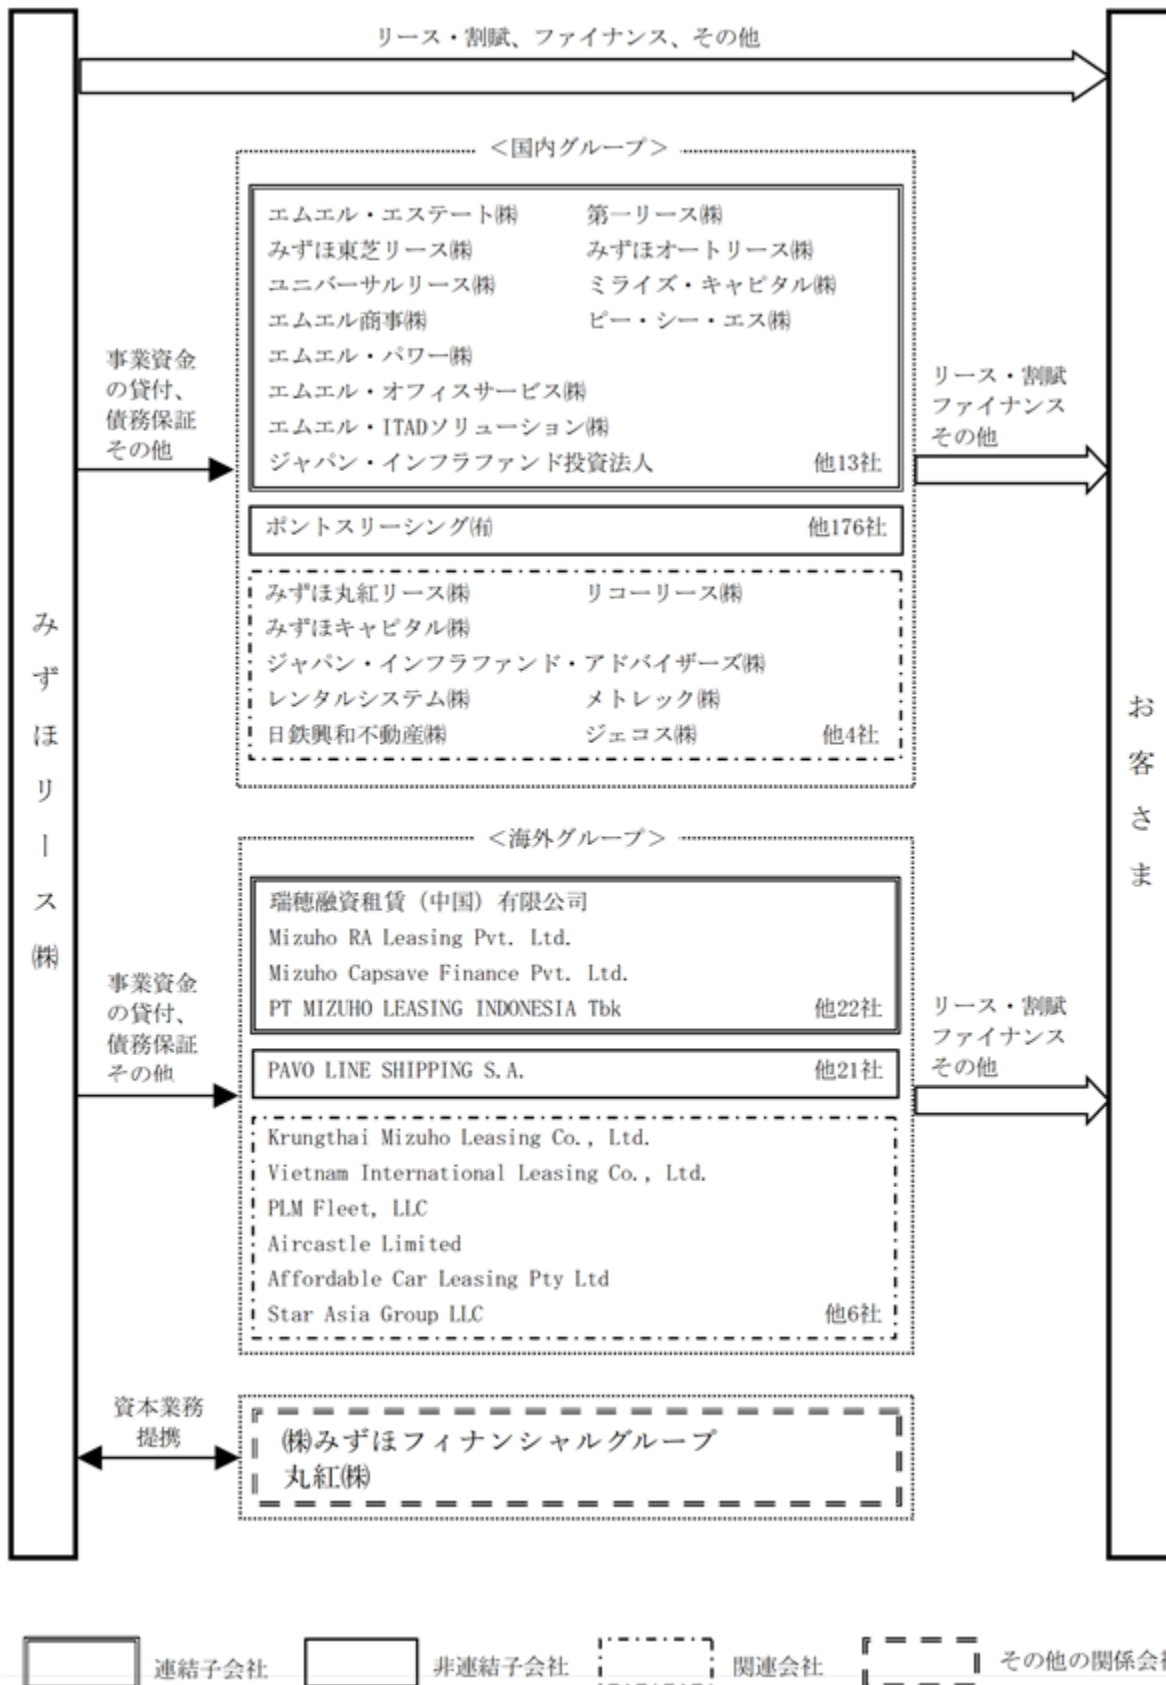 リース・割賦、ファイナンス、その他
みずほリース㈱
お客さま
＜国内グループ＞
エムエル・エステート㈱ 第一リース㈱
みずほ東芝リース㈱ みずほオートリース㈱
ユニバーサルリース㈱ ミライズ・キャピタル㈱
エムエル商事㈱ ピー・シー・エス㈱
エムエル・パワー㈱
エムエル・オフィスサービス㈱
エムエル・ITADソリューション㈱
ジャパン・インフラファンド投資法人 他13社
事業資金
の貸付、
債務保証
その他
リース・割賦
ファイナンス
その他
ポントスリーシング㈲ 他176社
みずほ丸紅リース㈱ リコーリース㈱
みずほキャピタル㈱
ジャパン・インフラファンド・アドバイザーズ㈱
レンタルシステム㈱ メトレック㈱
日鉄興和不動産㈱ ジェコス㈱ 他4社
＜海外グループ＞
瑞穂融資租賃（中国）有限公司
Mizuho RA Leasing Pvt. Ltd.
Mizuho Capsave Finance Pvt. Ltd.
PT MIZUHO LEASING INDONESIA Tbk 他22社
事業資金
の貸付、
債務保証
その他
リース・割賦
ファイナンス
その他
PAVO LINE SHIPPING S.A. 他21社
Krungthai Mizuho Leasing Co., Ltd.
Vietnam International Leasing Co., Ltd.
PLM Fleet, LLC
Aircastle Limited
Affordable Car Leasing Pty Ltd
Star Asia Group LLC 他6社
資本業務
提携
㈱みずほフィナンシャルグループ
丸紅㈱
連結子会社 非連結子会社 関連会社 その他の関係会社